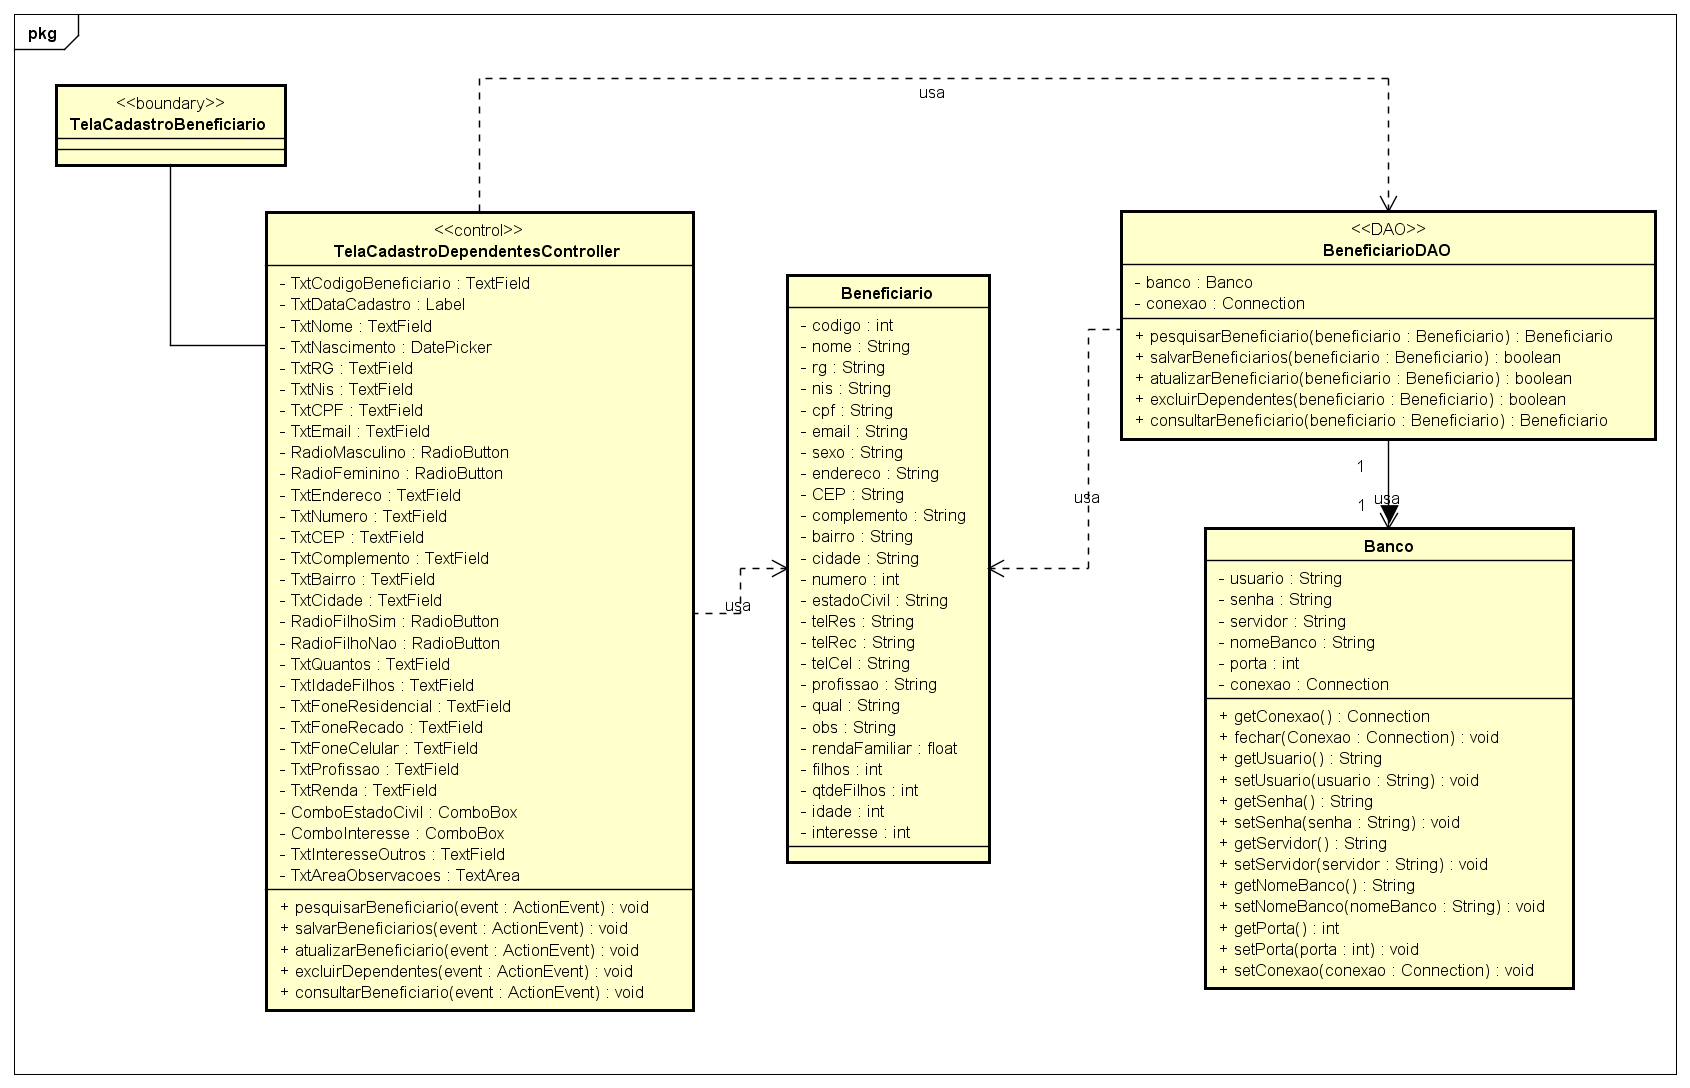 pkg
<<boundary>>
TelaCadastroBeneficiario
usa
<<control>>
TelaCadastroDependentesController
- TxtCodigoBeneficiario : TextField
- TxtDataCadastro : Label
- TxtNome : TextField
- TxtNascimento : DatePicker
- TxtRG : TextField
- TxtNis : TextField
- TxtCPF : TextField
- TxtEmail : TextField
- RadioMasculino : RadioButton
- RadioFeminino : RadioButton
- TxtEndereco : TextField
- TxtNumero : TextField
- TxtCEP : TextField
- TxtComplemento : TextField
- TxtBairro : TextField
- TxtCidade : TextField
- RadioFilhoSim : RadioButton
- RadioFilhoNao : RadioButton
- TxtQuantos : TextField
- TxtIdadeFilhos : TextField
- TxtFoneResidencial : TextField
- TxtFoneRecado : TextField
- TxtFoneCelular : TextField
- TxtProfissao : TextField
- TxtRenda : TextField
- ComboEstadoCivil : ComboBox
- ComboInteresse : ComboBox
- TxtInteresseOutros : TextField
- TxtAreaObservacoes : TextArea
+ pesquisarBeneficiario(event : ActionEvent) : void
+ salvarBeneficiarios(event : ActionEvent) : void
+ atualizarBeneficiario(event : ActionEvent) : void
+ excluirDependentes(event : ActionEvent) : void
+ consultarBeneficiario(event : ActionEvent) : void
usa
Beneficiario
- codigo : int
- nome : String
- rg : String
- nis : String
- cpf : String
- email : String
- sexo : String
- endereco : String
- CEP : String
- complemento : String
- bairro : String
- cidade : String
- numero : int
- estadoCivil : String
- telRes : String
- telRec : String
- telCel : String
- profissao : String
- qual : String
- obs : String
- rendaFamiliar : float
- filhos : int
- qtdeFilhos : int
- idade : int
- interesse : int
usa
<<DAO>>
BeneficiarioDAO
- banco : Banco
- conexao : Connection
+ pesquisarBeneficiario(beneficiario : Beneficiario) : Beneficiario
+ salvarBeneficiarios(beneficiario : Beneficiario) : boolean
+ atualizarBeneficiario(beneficiario : Beneficiario) : boolean
+ excluirDependentes(beneficiario : Beneficiario) : boolean
+ consultarBeneficiario(beneficiario : Beneficiario) : Beneficiario
1
1 usa
Banco
- usuario : String
- senha : String
- servidor : String
- nomeBanco : String
- porta : int
- conexao : Connection
+ getConexao() : Connection
+ fechar(Conexao : Connection) : void
+ getUsuario() : String
+ setUsuario(usuario : String) : void
+ getSenha() : String
+ setSenha(senha : String) : void
+ getServidor() : String
+ setServidor(servidor : String) : void
+ getNomeBanco() : String
+ setNomeBanco(nomeBanco : String) : void
+ getPorta() : int
+ setPorta(porta : int) : void
+ setConexao(conexao : Connection) : void